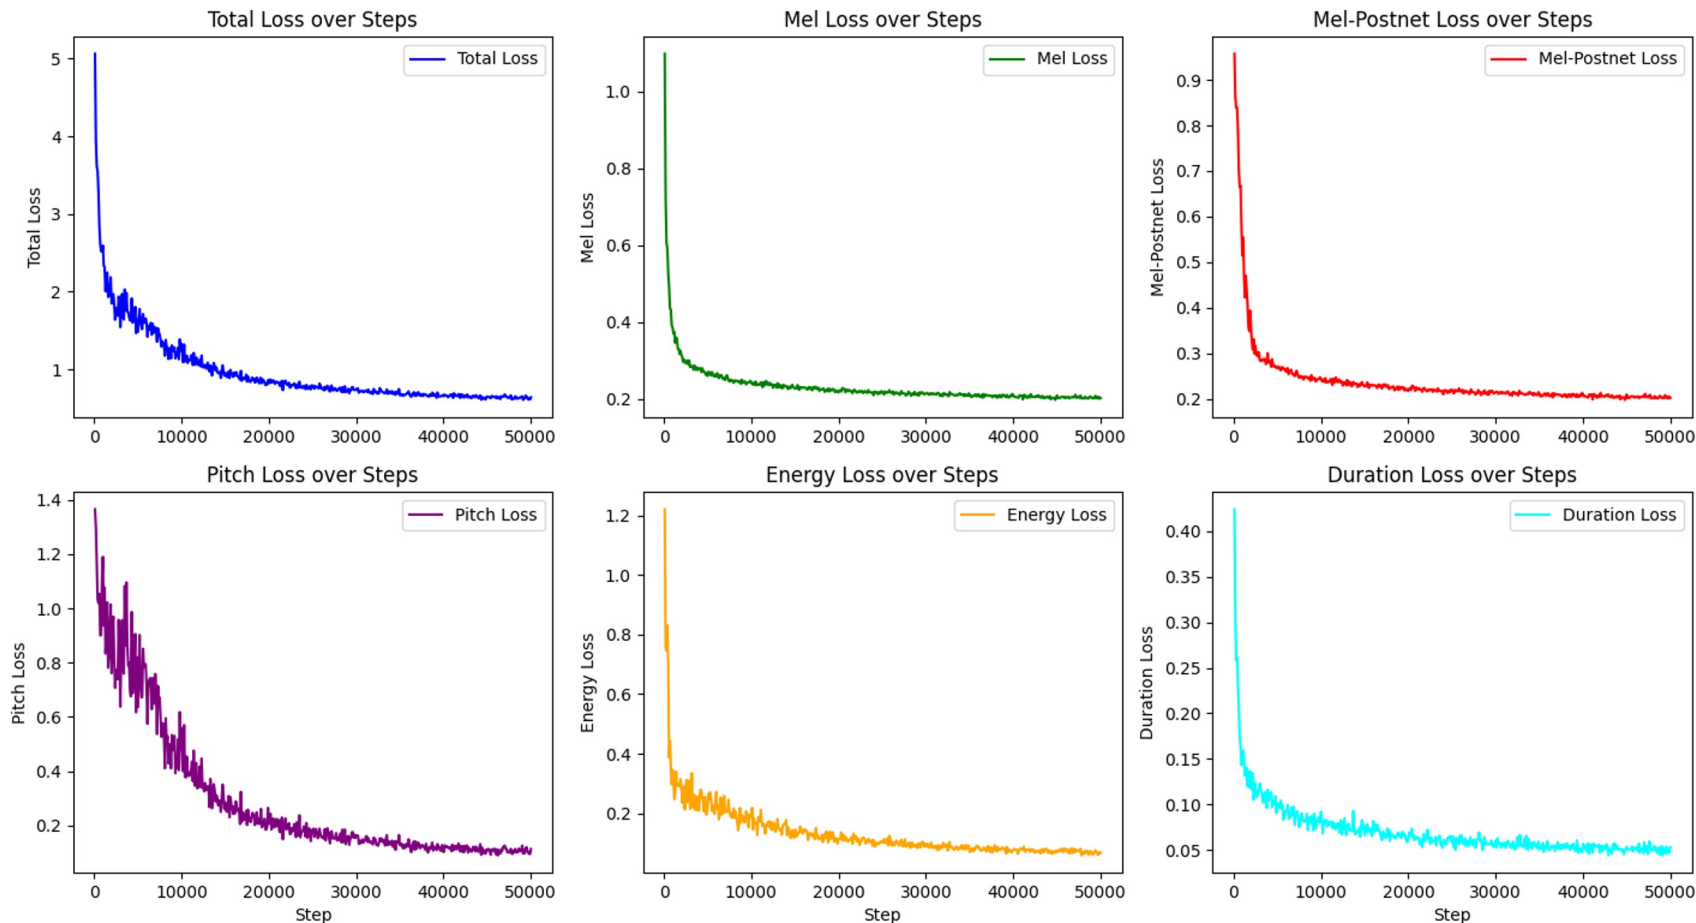 Total Loss over Steps
Total Loss
Total Loss
5
4
3
2
1
0 10000 20000 30000 40000 50000
Mel Loss over Steps
Mel Loss
Mel Loss
1.0
0.8
0.6
0.4
0.2
0 10000 20000 30000 40000 50000
Mel-Postnet Loss over Steps
Mel-Postnet Loss
Mel-Postnet Loss
0.9
0.8
0.7
0.6
0.5
0.4
0.3
0.2
0 10000 20000 30000 40000 50000
Pitch Loss over Steps
Pitch Loss
Pitch Loss
1.4
1.2
1.0
0.8
0.6
0.4
0.2
0 10000 20000 30000 40000 50000
Step
Energy Loss over Steps
Energy Loss
Energy Loss
1.2
1.0
0.8
0.6
0.4
0.2
0 10000 20000 30000 40000 50000
Step
Duration Loss over Steps
Duration Loss
Duration Loss
0.40
0.35
0.30
0.25
0.20
0.15
0.10
0.05
0 10000 20000 30000 40000 50000
Step